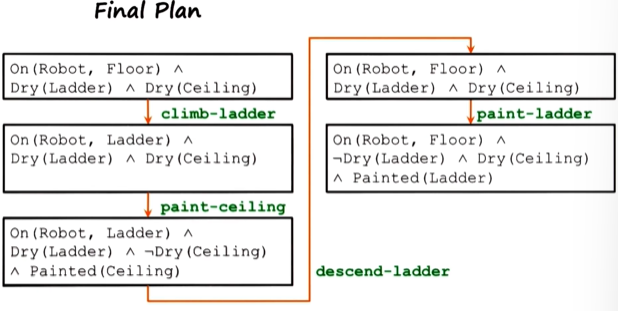 Final Plan
On(Robot, Floor) ∧
Dry(Ladder) ∧ Dry(Ceiling)
climb-ladder
On(Robot, Ladder) ∧
Dry(Ladder) ∧ Dry(Ceiling)
paint-ceiling
On(Robot, Ladder) ∧
Dry(Ladder) ∧ ¬Dry(Ceiling)
∧ Painted(Ceiling)
descend-ladder
On(Robot, Floor) ∧
Dry(Ladder) ∧ Dry(Ceiling)
paint-ladder
On(Robot, Floor) ∧
¬Dry(Ladder) ∧ Dry(Ceiling)
∧ Painted(Ladder)